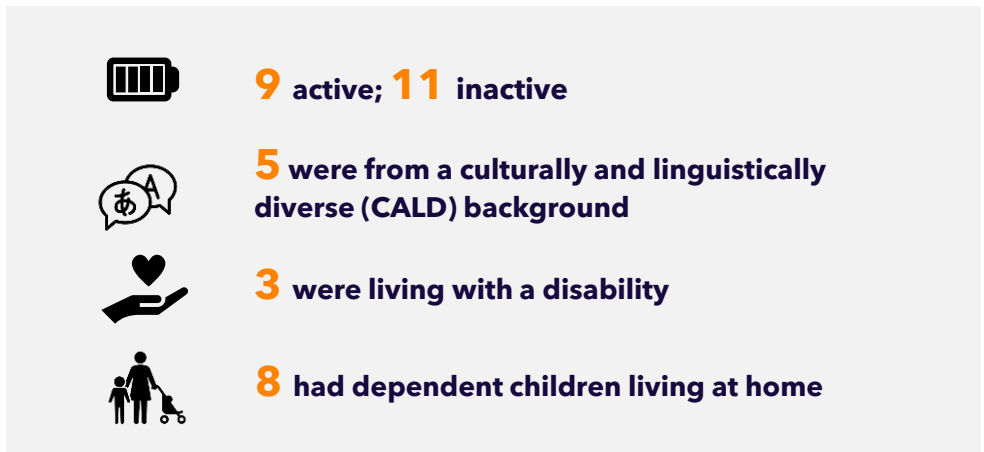 9 active; 11 inactive
あ A
5 were from a culturally and linguistically
diverse (CALD) background
3 were living with a disability
8 had dependent children living at home